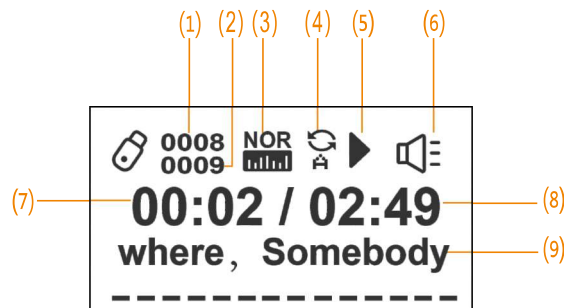 (1) (2) (3) (4) (5) (6)
0008 NOR
0009 A
(7) 00:02 / 02:49 (8)
where, Somebody (9)